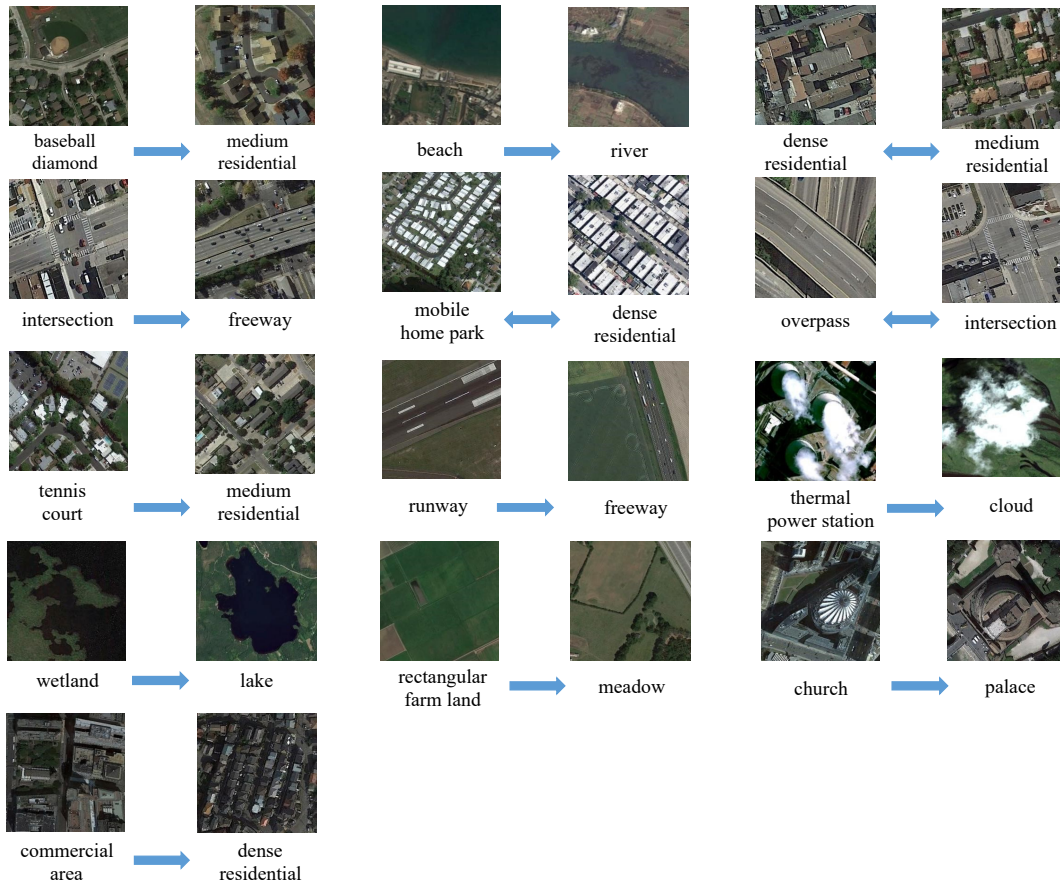 baseball
diamond
medium
residential
beach
river
dense
residential
medium
residential
intersection
freeway
mobile
home park
dense
residential
overpass
intersection
tennis
court
medium
residential
runway
freeway
thermal
power station
cloud
wetland
lake
rectangular
farm land
meadow
church
palace
commercial
area
dense
residential